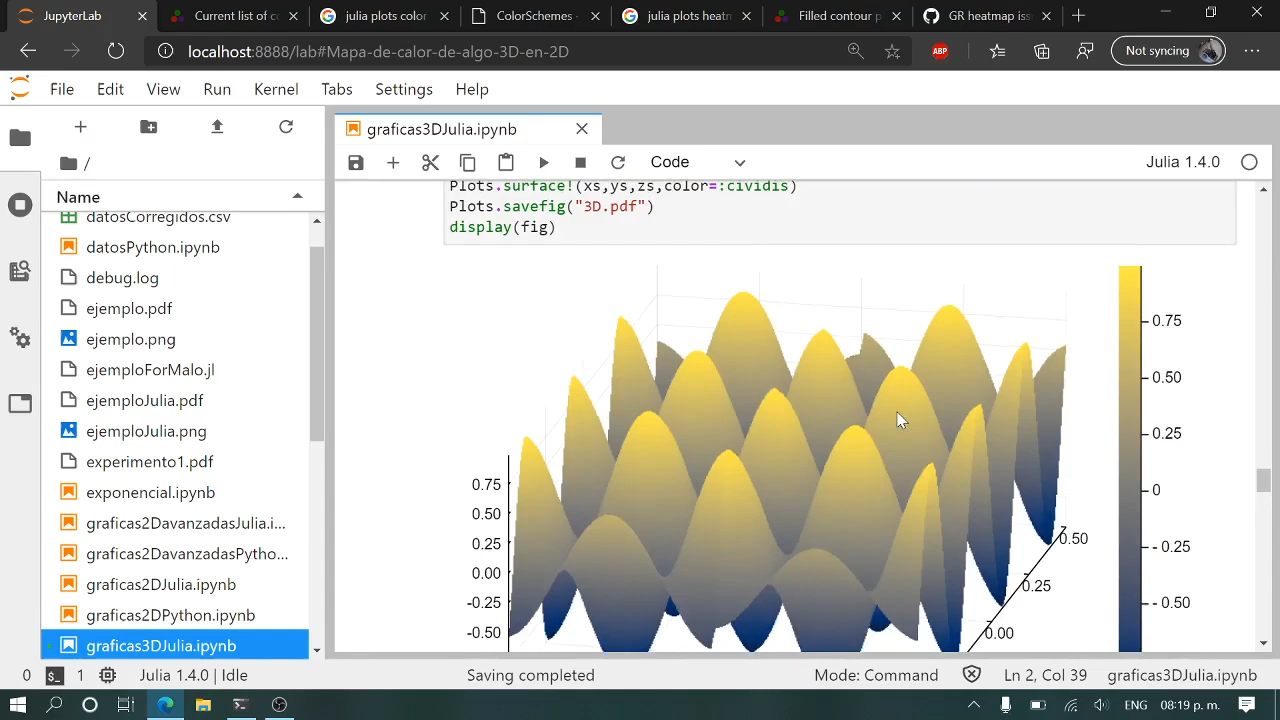 JupyterLab
Current list of co
julia plots color
ColorSchemes ·
julia plots heat
Filled contour p
GR heatmap is
localhost:8888/lab#Mapa-de-calor-de-algo-3D-en-2D
ABP
Not syncing
File Edit View Run Kernel Tabs Settings Help
graficas3DJulia.ipynb
/
Code
Julia 1.4.0
Name
datosCorregidos.csv
datosPython.ipynb
debug.log
ejemplo.pdf
ejemplo.png
ejemploForMalo.jl
ejemploJulia.pdf
ejemploJulia.png
experimento1.pdf
exponencial.ipynb
graficas2DavanzadasJulia.i...
graficas2DavanzadasPytho...
graficas2DJulia.ipynb
graficas2DPython.ipynb
graficas3DJulia.ipynb
Plots.surface!(xs,ys,zs,color=:cividis)
Plots.savefig("3D.pdf")
display(fig)
0.75
0.50
0.25
0.00
-0.25
-0.50
0.50
0.25
0.00
0.75
0.50
0.25
0
- 0.25
- 0.50
0
$_
1
Julia 1.4.0 | Idle
Saving completed
Mode: Command
Ln 2, Col 39
graficas3DJulia.ipynb
ENG
08:19 p. m.